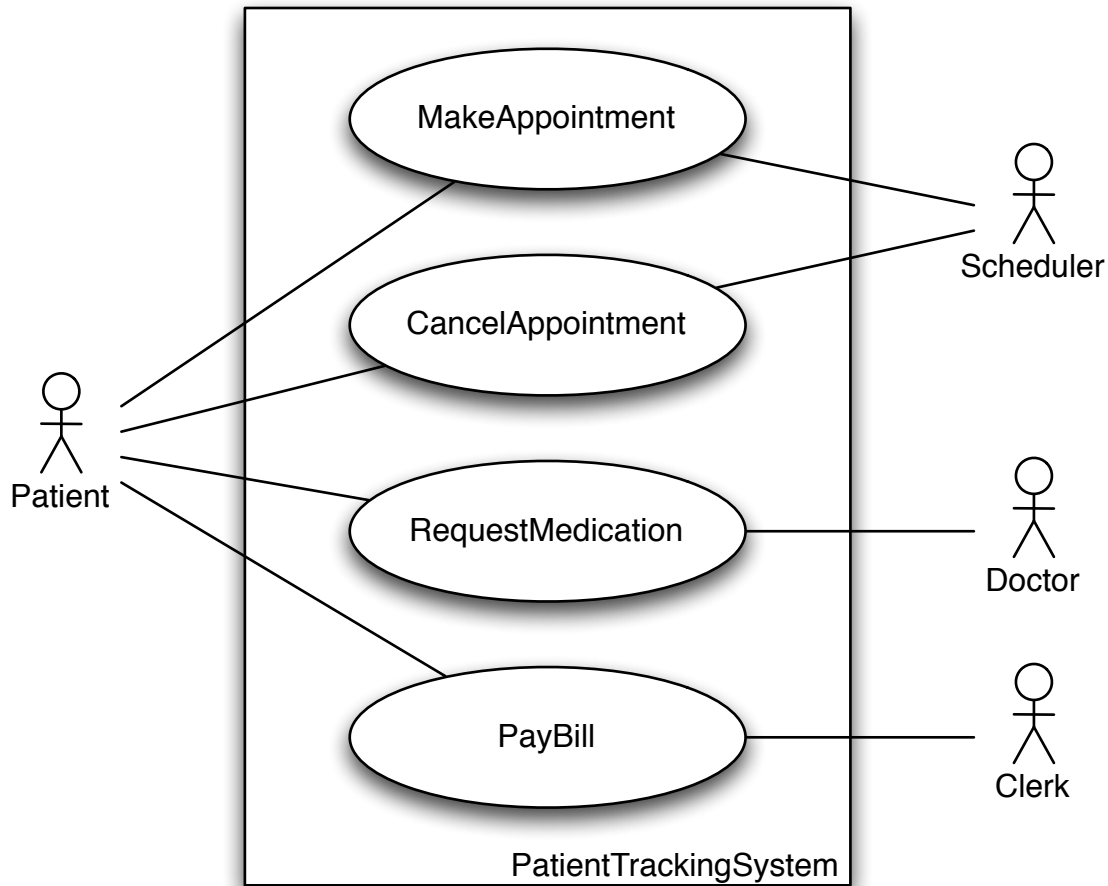 MakeAppointment
Scheduler
CancelAppointment
Patient
RequestMedication
Doctor
PayBill
Clerk
PatientTrackingSystem